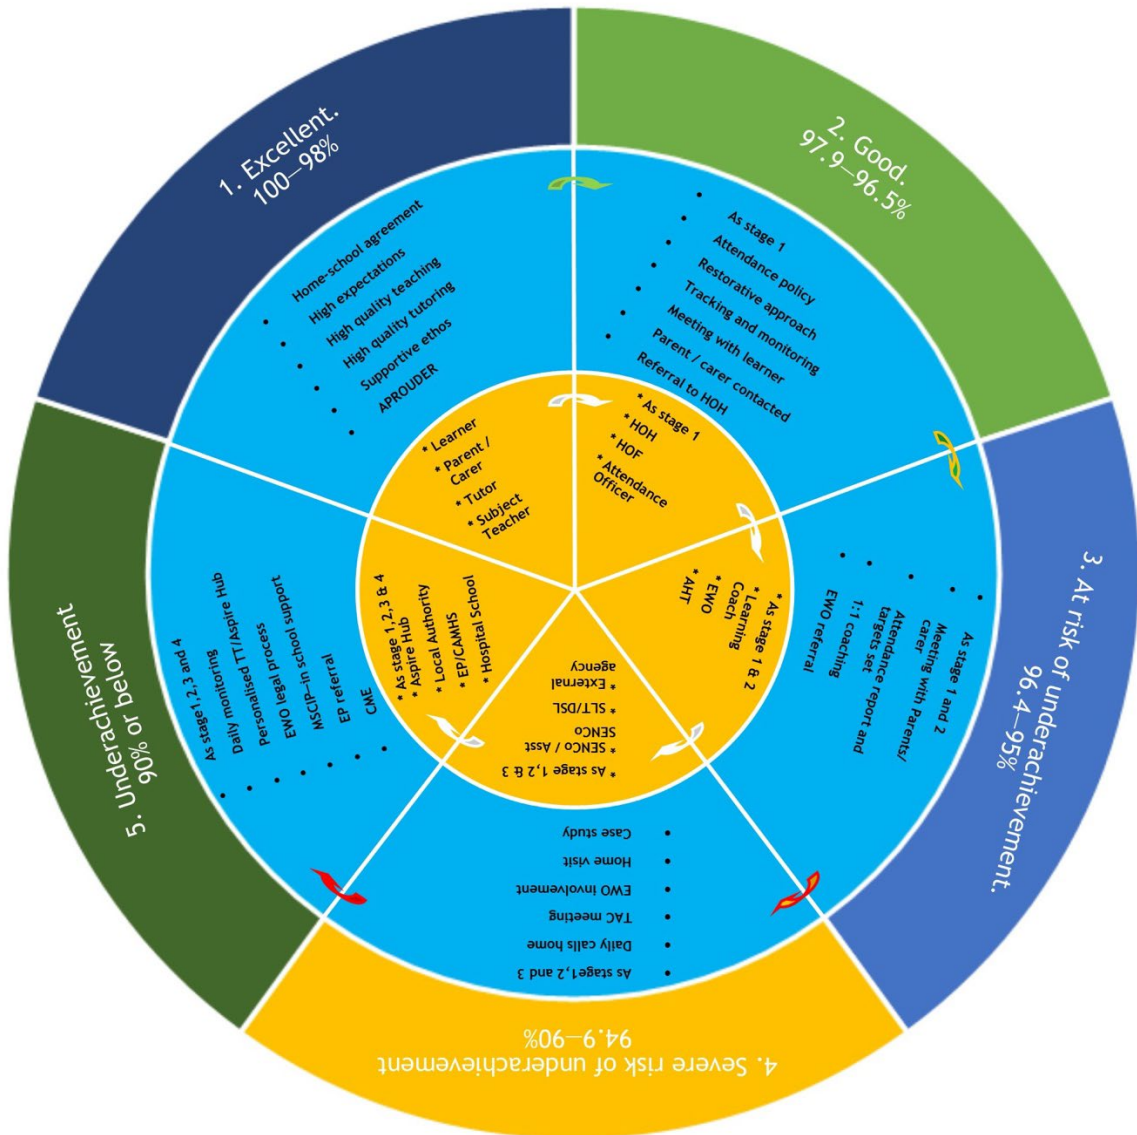 1. Excellent.
100—98%
• Home-school agreement
• High expectations
• High quality teaching
• High quality tutoring
• Supportive ethos
• APROUDER
* Learner
* Parent /
Carer
* Tutor
* Subject
Teacher
2. Good.
97.9—96.5%
• As stage 1
• Attendance policy
• Restorative approach
• Tracking and monitoring
• Meeting with learner
• Parent / carer contacted
• Referral to HOH
* As stage 1
* HOH
* HOF
* Attendance
Officer
3. At risk of underachievement.
96.4—95%
• As stage 1 and 2
• Meeting with Parents/
carer
• Attendance report and
targets set
• 1:1 coaching
• EWO referral
* As stage 1 & 2
* Learning
Coach
* EWO
* AHT
4. Severe risk of underachievement
94.9—90%
• As stage1,2 and 3
• Daily calls home
• TAC meeting
• EWO involvement
• Home visit
• Case study
* As stage 1,2 & 3
* SENCo / Asst
SENCo
* SLT/DSL
* External
agency
5. Underachievement
90% or below
• As stage1,2,3 and 4
• Daily monitoring
• Personalised TT/Aspire Hub
• EWO legal process
• MSCPP—in school support
• EP referral
• CME
* As stage 1,2,3 & 4
* Aspire Hub
* Local Authority
* EP/CAMHS
* Hospital School